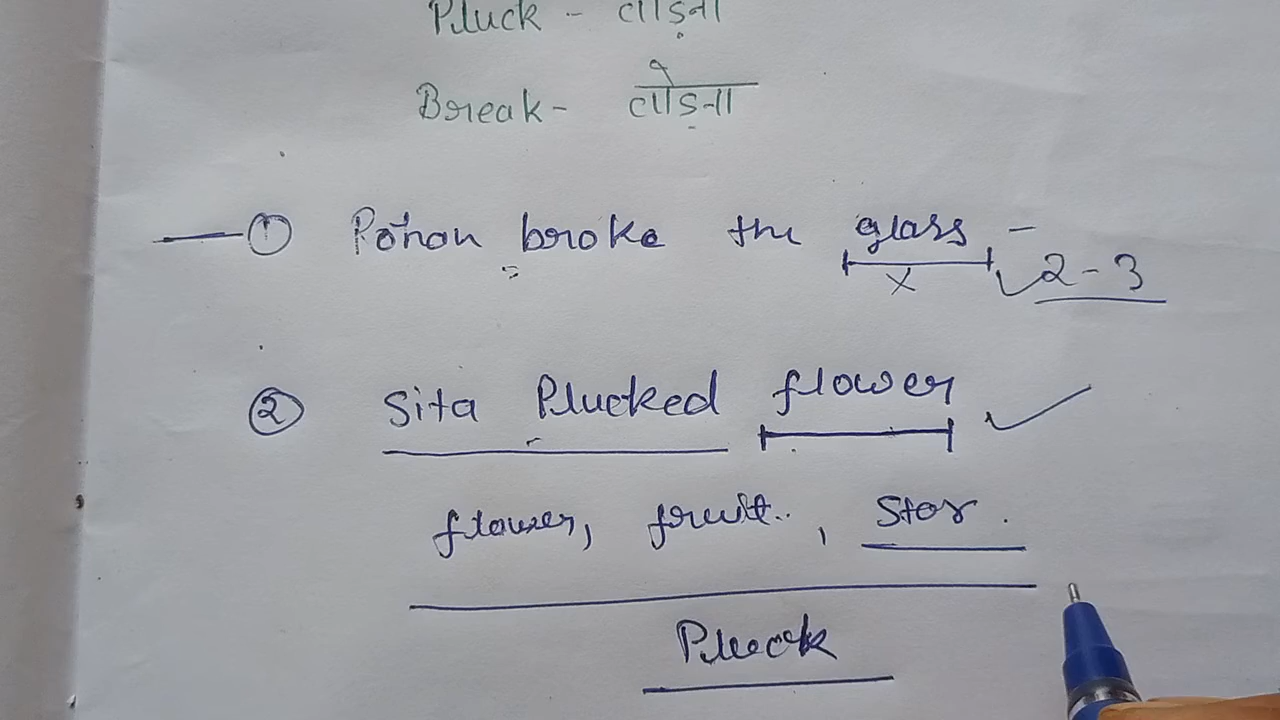 Pluck - तोड़ना
Break - तोड़ना
① Rohan broke the glass -
x 2-3
② Sita Plucked flower
flower, fruit.. , Star.
Pluck